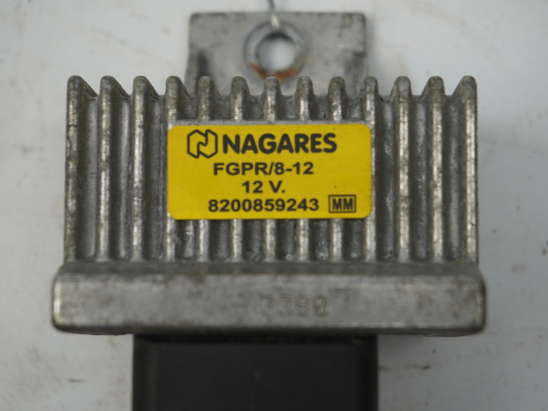 NAGARES
FGPR/8-12
12 V.
8200859243 MM